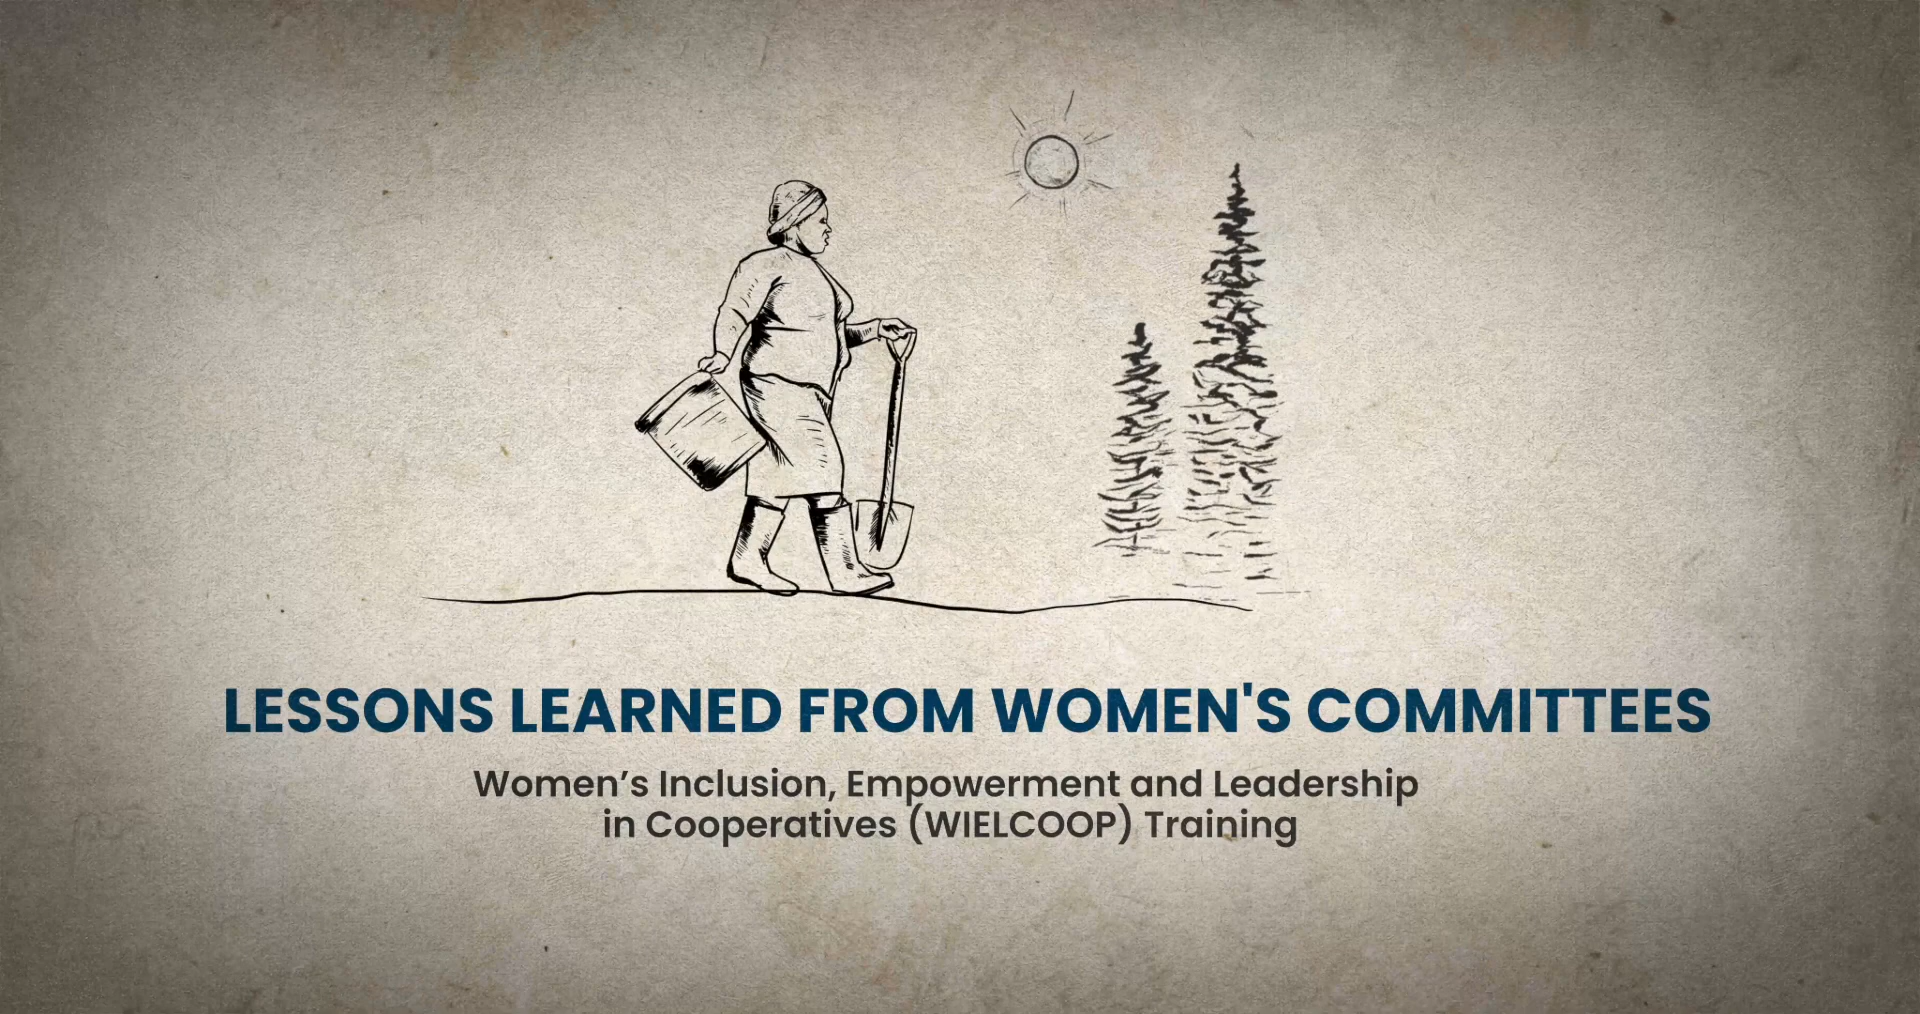 LESSONS LEARNED FROM WOMEN'S COMMITTEES
Women’s Inclusion, Empowerment and Leadership
in Cooperatives (WIELCOOP) Training